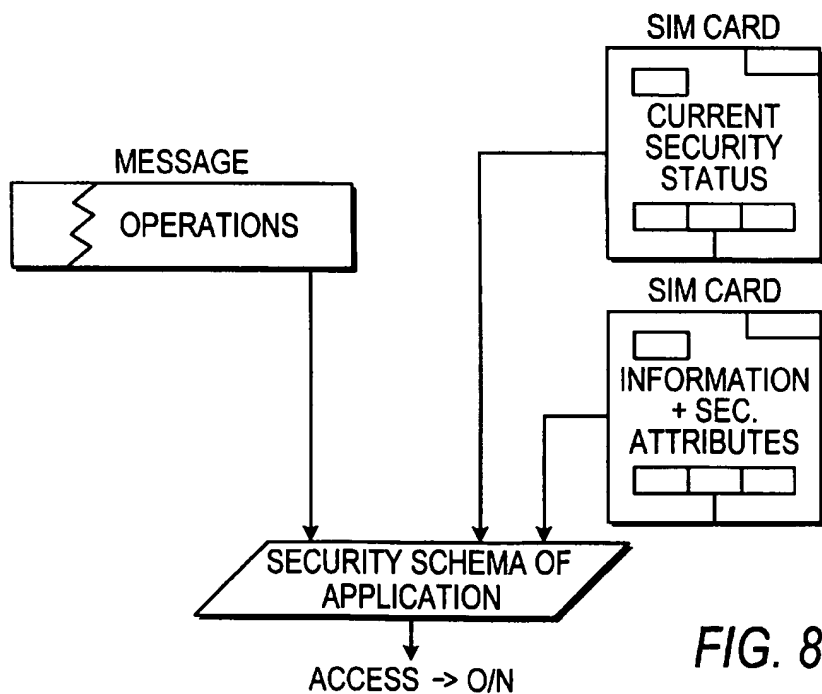 SIM CARD
CURRENT
SECURITY
STATUS
MESSAGE
OPERATIONS
SIM CARD
INFORMATION
+ SEC.
ATTRIBUTES
SECURITY SCHEMA OF
APPLICATION
ACCESS -> O/N
FIG. 8